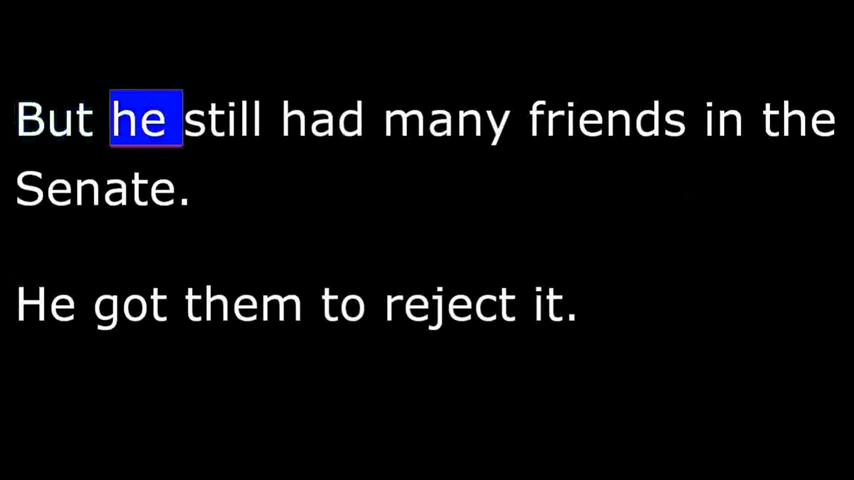 But he still had many friends in the
Senate.
He got them to reject it.